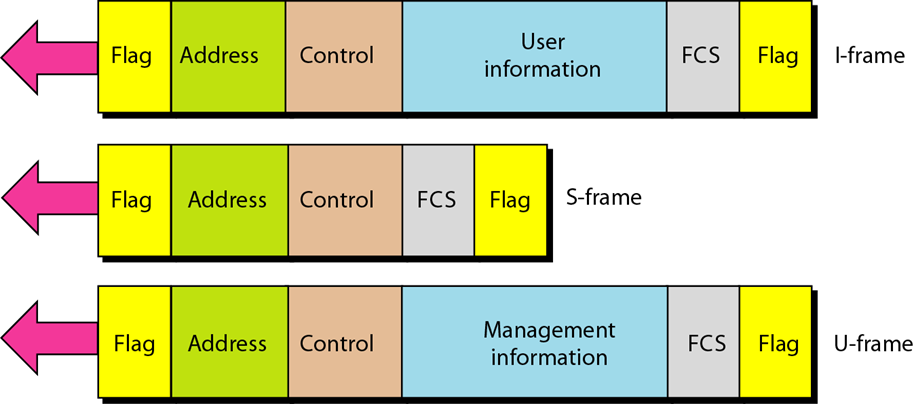 Flag Address Control User information FCS Flag I-frame
Flag Address Control FCS Flag S-frame
Flag Address Control Management information FCS Flag U-frame